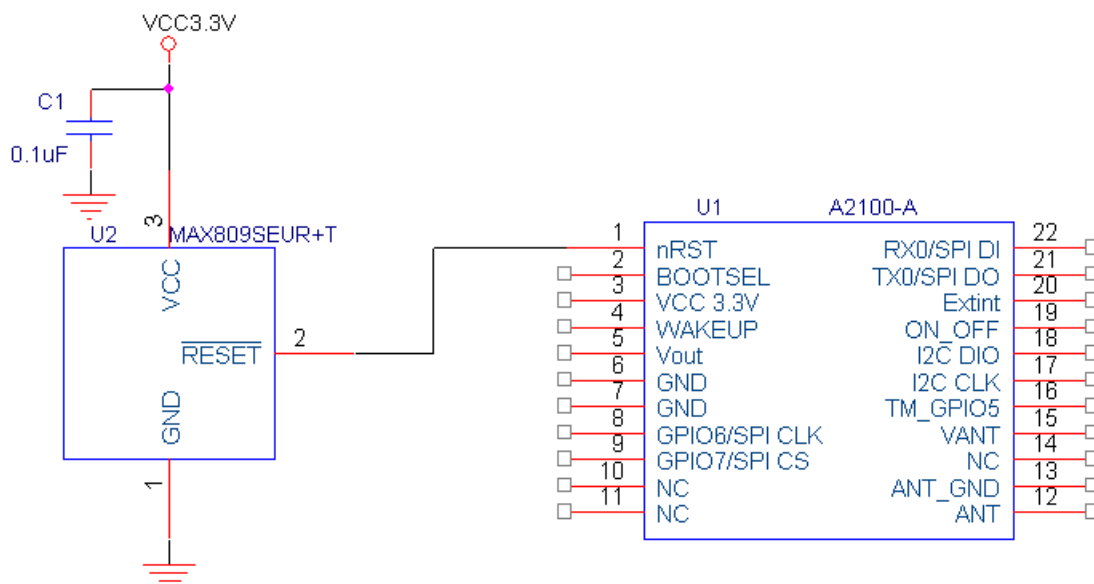 VCC3.3V
C1
0.1uF
U2
MAX809SEUR+T
3
VCC
RESET
2
GND
1
U1
A2100-A
1 nRST
2 BOOTSEL
3 VCC 3.3V
4 WAKEUP
5 Vout
6 GND
7 GND
8 GPIO6/SPI CLK
9 GPIO7/SPI CS
10 NC
11 NC
RX0/SPI DI 22
TX0/SPI DO 21
Extint 20
ON_OFF 19
I2C DIO 18
I2C CLK 17
TM_GPIO5 16
VANT 15
NC 14
ANT_GND 13
ANT 12